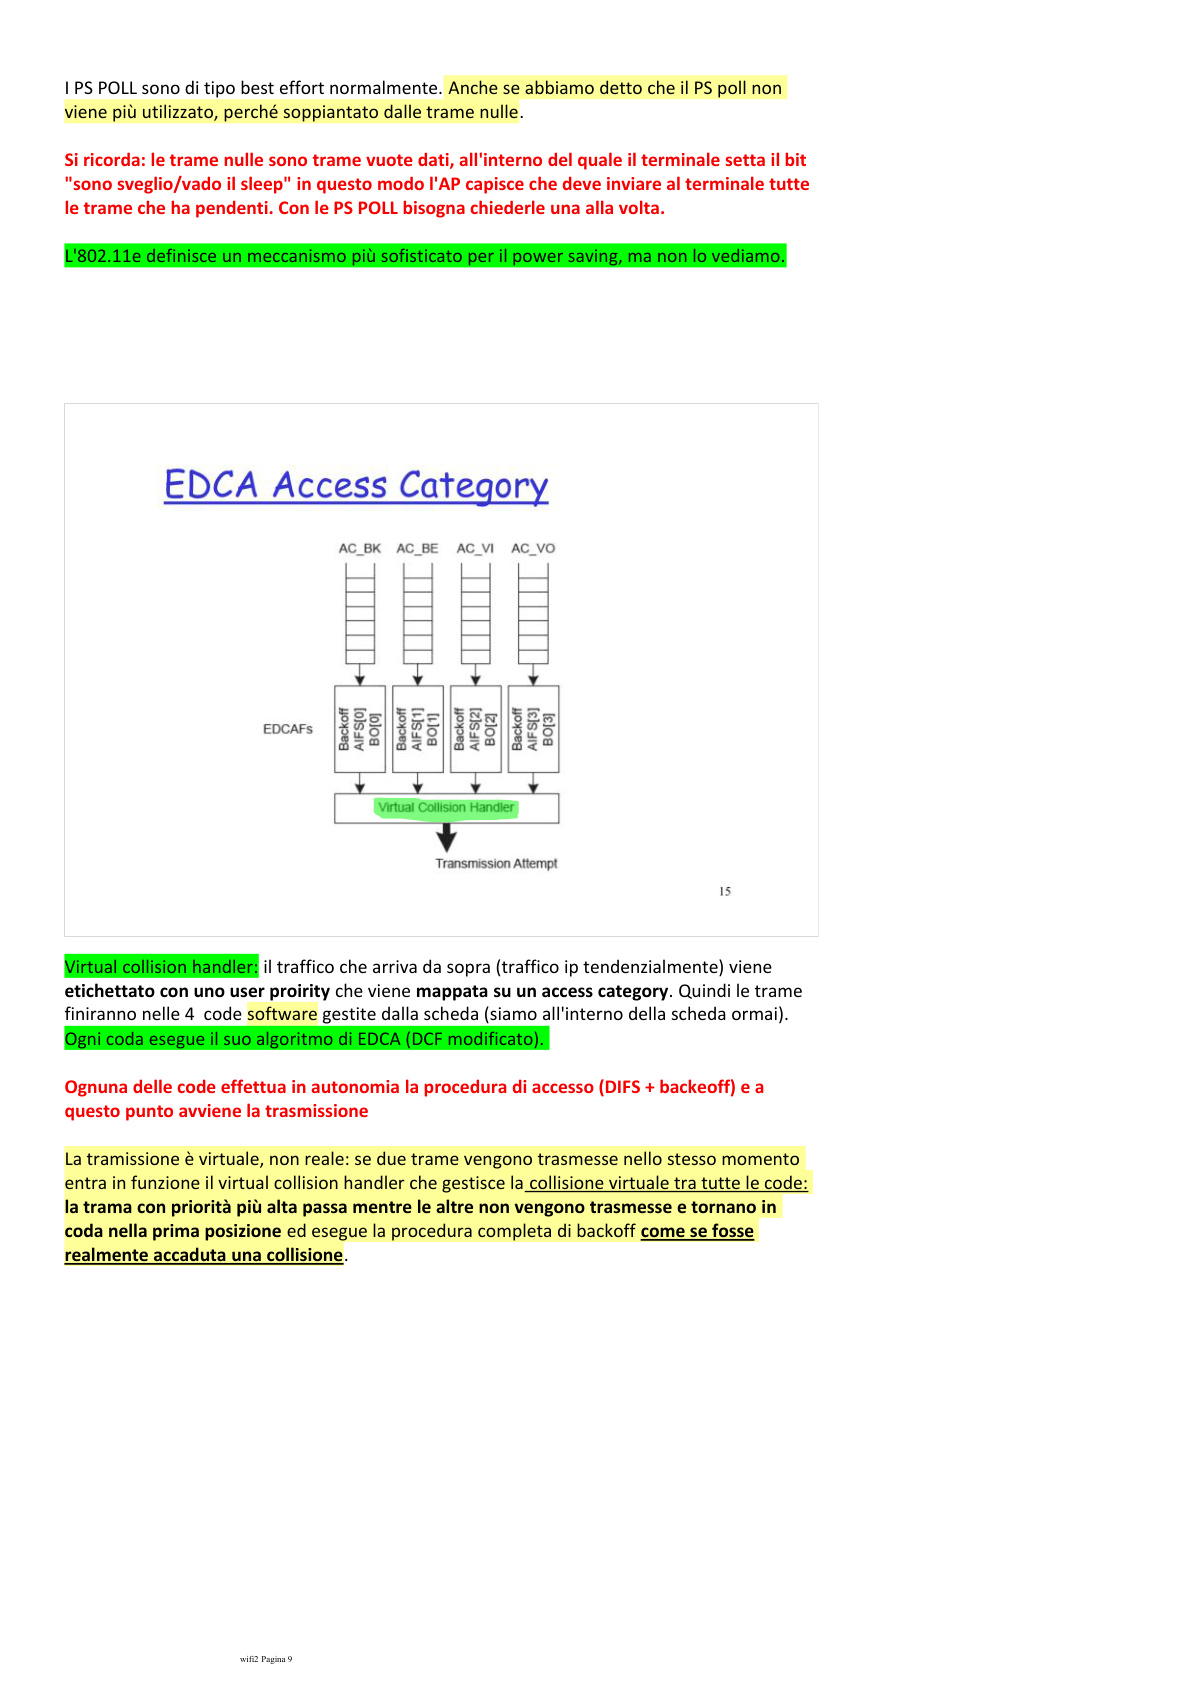 I PS POLL sono di tipo best effort normalmente. Anche se abbiamo detto che il PS poll non
viene più utilizzato, perché soppiantato dalle trame nulle.
Si ricorda: le trame nulle sono trame vuote dati, all'interno del quale il terminale setta il bit
"sono sveglio/vado il sleep" in questo modo l'AP capisce che deve inviare al terminale tutte
le trame che ha pendenti. Con le PS POLL bisogna chiederle una alla volta.
L'802.11e definisce un meccanismo più sofisticato per il power saving, ma non lo vediamo.
EDCA Access Category
AC_BK AC_BE AC_VI AC_VO
EDCAFs
Backoff
AIFS[0]
BO[0]
Backoff
AIFS[1]
BO[1]
Backoff
AIFS[2]
BO[2]
Backoff
AIFS[3]
BO[3]
Virtual Collision Handler
Transmission Attempt
15
Virtual collision handler: il traffico che arriva da sopra (traffico ip tendenzialmente) viene
etichettato con uno user proirity che viene mappata su un access category. Quindi le trame
finiranno nelle 4 code software gestite dalla scheda (siamo all'interno della scheda ormai).
Ogni coda esegue il suo algoritmo di EDCA (DCF modificato).
Ognuna delle code effettua in autonomia la procedura di accesso (DIFS + backeoff) e a
questo punto avviene la trasmissione
La tramissione è virtuale, non reale: se due trame vengono trasmesse nello stesso momento
entra in funzione il virtual collision handler che gestisce la collisione virtuale tra tutte le code:
la trama con priorità più alta passa mentre le altre non vengono trasmesse e tornano in
coda nella prima posizione ed esegue la procedura completa di backoff come se fosse
realmente accaduta una collisione.
wifi2 Pagina 9